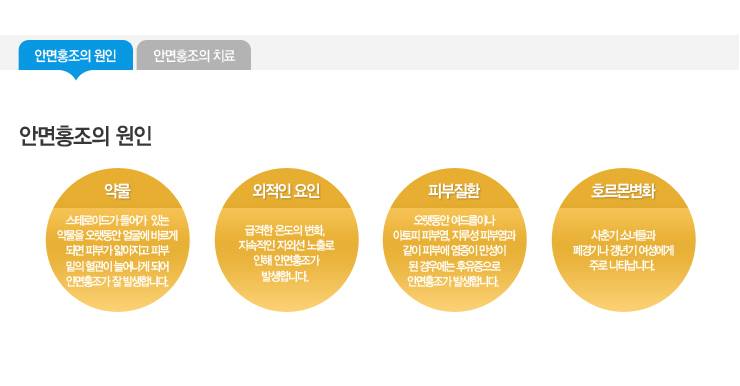 안면홍조의 원인
안면홍조의 치료
안면홍조의 원인
약물
스테로이드가 들어가 있는
약물을 오랫동안 얼굴에 바르게
되면 피부가 얇아지고 피부
밑의 혈관이 늘어나게 되어
안면홍조가 잘 발생합니다.
외적인 요인
급격한 온도의 변화,
지속적인 자외선 노출로
인해 안면홍조가
발생합니다.
피부질환
오랫동안 여드름이나
아토피 피부염, 지루성 피부염과
같이 피부에 염증이 만성이
된 경우에는 후유증으로
안면홍조가 발생합니다.
호르몬변화
사춘기 소녀들과
폐경기나 갱년기 여성에게
주로 나타납니다.